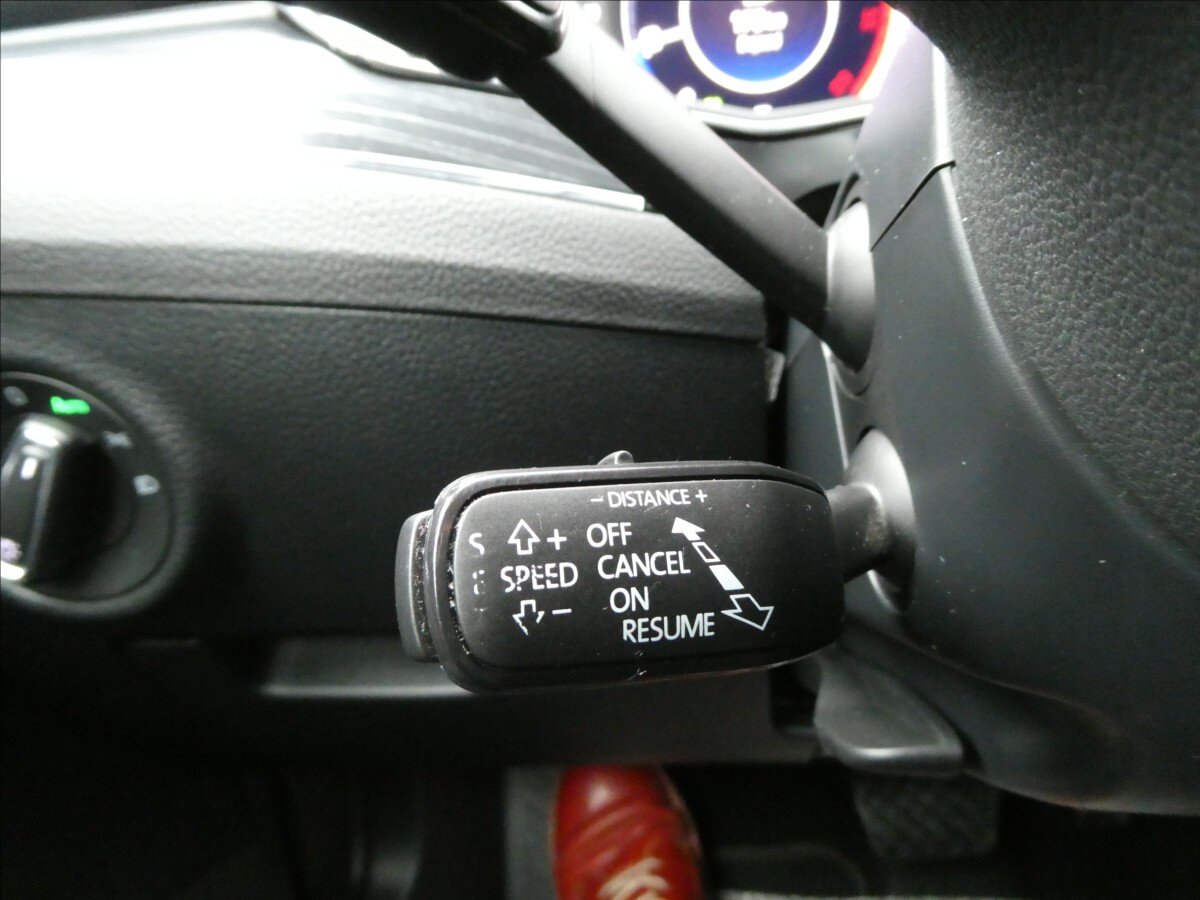 - DISTANCE +
S + OFF
SPEED CANCEL
- ON
RESUME